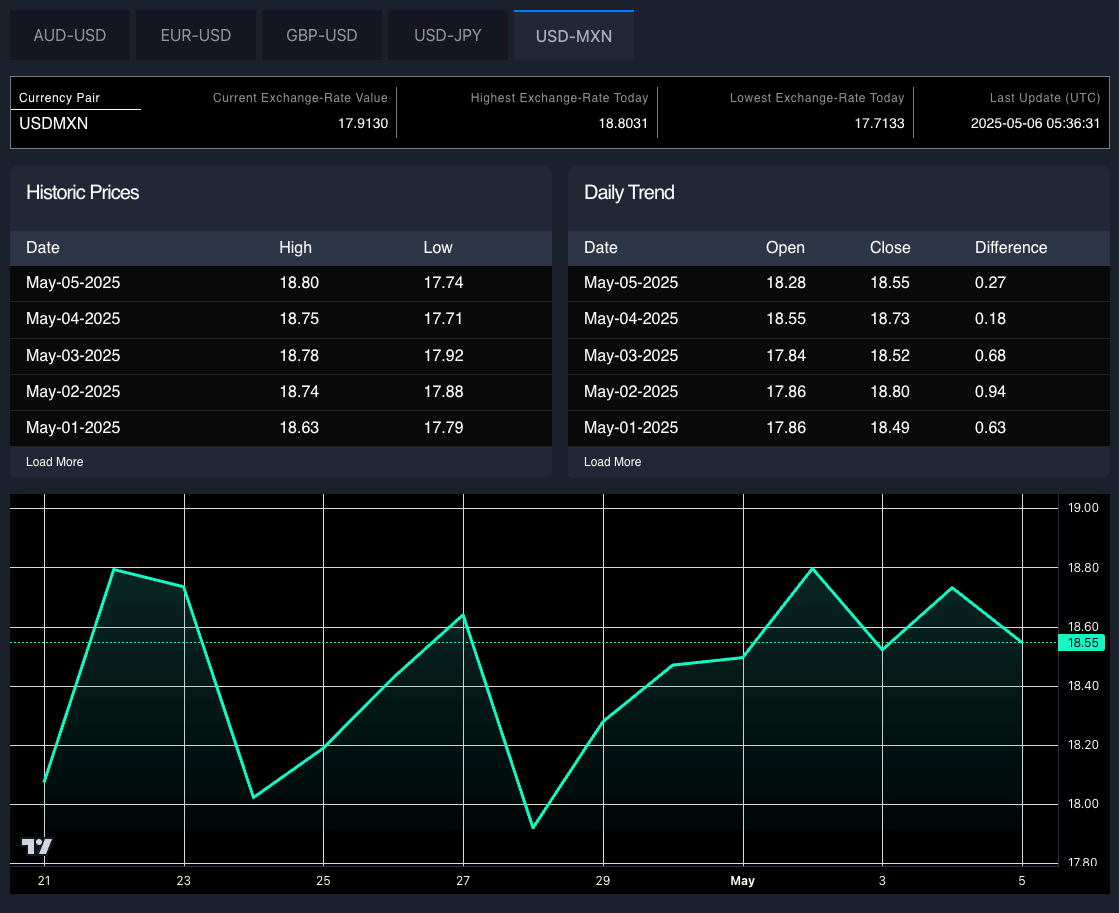 AUD-USD EUR-USD GBP-USD USD-JPY USD-MXN
Currency Pair Current Exchange-Rate Value Highest Exchange-Rate Today Lowest Exchange-Rate Today Last Update (UTC)
USDMXN 17.9130 18.8031 17.7133 2025-05-06 05:36:31
Historic Prices
Date High Low
May-05-2025 18.80 17.74
May-04-2025 18.75 17.71
May-03-2025 18.78 17.92
May-02-2025 18.74 17.88
May-01-2025 18.63 17.79
Load More
Daily Trend
Date Open Close Difference
May-05-2025 18.28 18.55 0.27
May-04-2025 18.55 18.73 0.18
May-03-2025 17.84 18.52 0.68
May-02-2025 17.86 18.80 0.94
May-01-2025 17.86 18.49 0.63
Load More
19.00
18.80
18.60
18.55
18.40
18.20
18.00
17.80
21 23 25 27 29 May 3 5